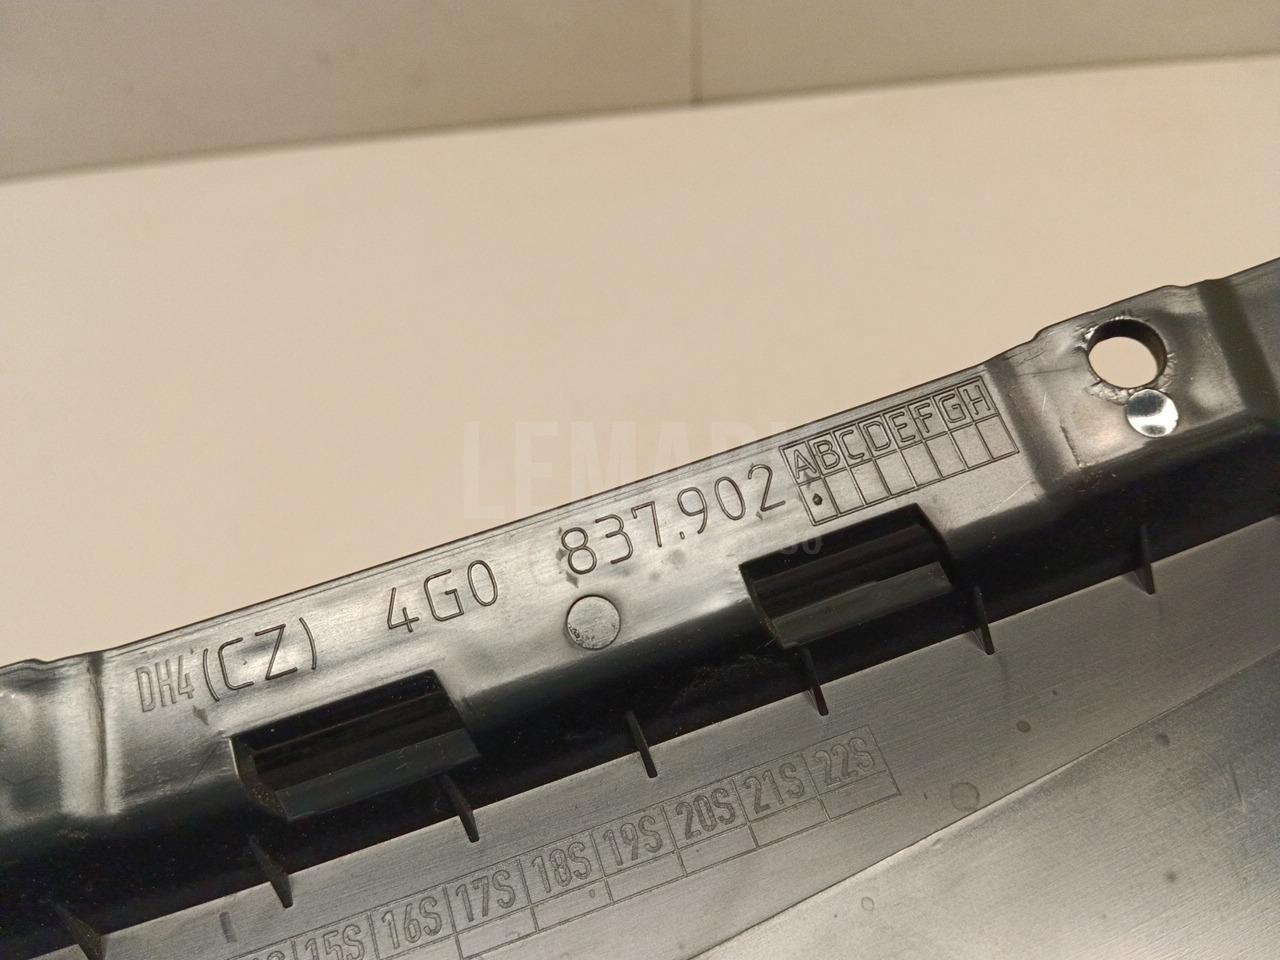 DH4 (CZ) 4G0 837.902 ABCDEFGH
15S 16S 17S 18S 19S 20S 21S 22S